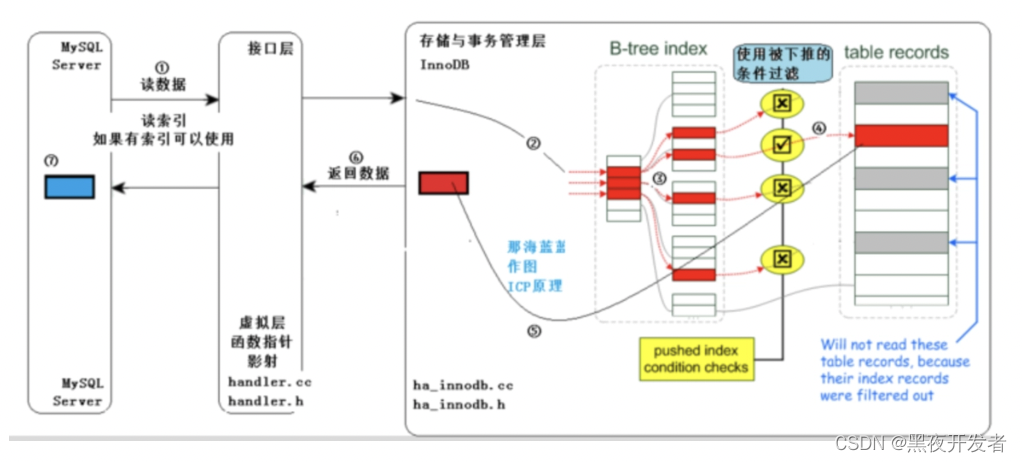 MySQL
Server
①
读数据
读索引
如果有索引可以使用
⑦
⑥
返回数据
MySQL
Server
接口层
虚拟层
函数指针
影射
handler.cc
handler.h
存储与事务管理层
InnoDB
②
③
④
⑤
B-tree index
使用被下推的
条件过滤
table records
那海蓝蓝
作图
ICP原理
pushed index
condition checks
Will not read these
table records, because
their index records
were filtered out
ha_innodb.cc
ha_innodb.h
CSDN @黑夜开发者